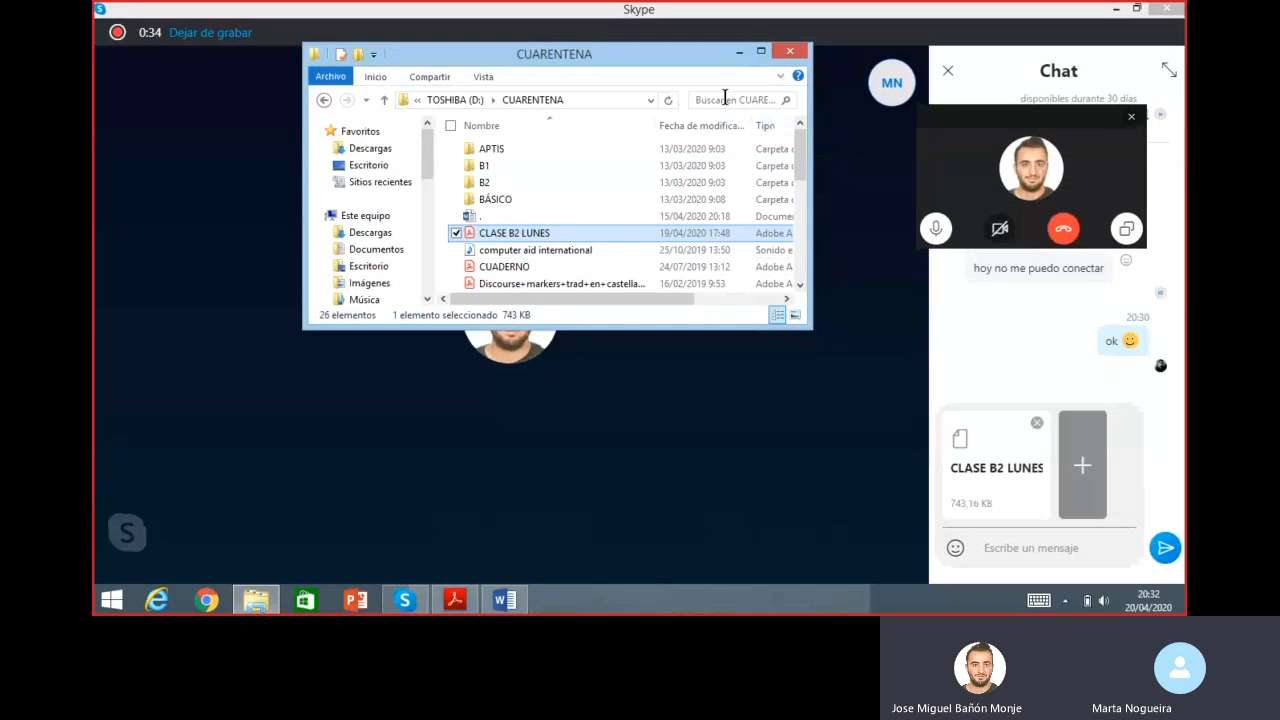 Skype
0:34 Dejar de grabar
CUARENTENA
Archivo Inicio Compartir Vista
TOSHIBA (D:) CUARENTENA
Buscar en CUARE...
Nombre Fecha de modifica... Tipo
Favoritos
Descargas
Escritorio
Sitios recientes
Este equipo
Descargas
Documentos
Escritorio
Imágenes
Música
APTIS 13/03/2020 9:03 Carpeta
B1 13/03/2020 9:03 Carpeta
B2 13/03/2020 9:03 Carpeta
BÁSICO 13/03/2020 9:08 Carpeta
. 15/04/2020 20:18 Docume
CLASE B2 LUNES 19/04/2020 17:48 Adobe A
computer aid international 25/10/2019 13:50 Sonido e
CUADERNO 24/07/2019 13:12 Adobe A
Discourse+markers+trad+en+castella... 16/02/2019 9:53 Adobe A
26 elementos 1 elemento seleccionado 743 KB
MN
Chat
disponibles durante 30 días
hoy no me puedo conectar
20:30
ok
CLASE B2 LUNES
743,16 KB
Escribe un mensaje
20:32
20/04/2020
Jose Miguel Bañón Monje
Marta Nogueira